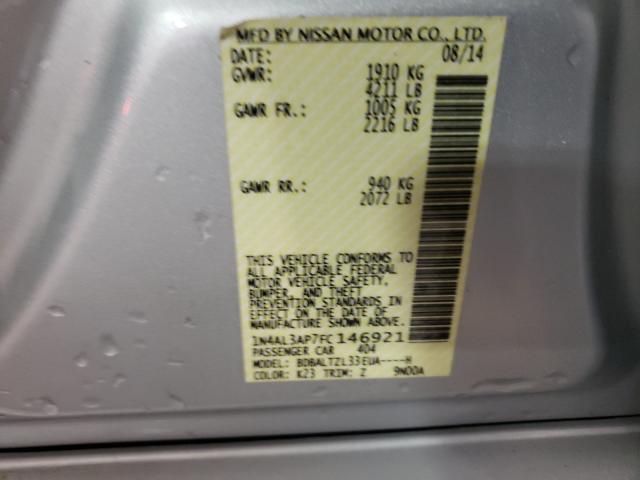 MFD BY NISSAN MOTOR CO., LTD.
DATE: 08/14
GVWR: 1910 KG
4211 LB
GAWR FR.: 1005 KG
2216 LB
GAWR RR.: 940 KG
2072 LB
THIS VEHICLE CONFORMS TO
ALL APPLICABLE FEDERAL
MOTOR VEHICLE SAFETY,
BUMPER, AND THEFT
PREVENTION STANDARDS IN
EFFECT ON THE DATE OF
MANUFACTURE SHOWN ABOVE.
1N4AL3AP7FC146921
PASSENGER CAR 404
MODEL: BDBALTZL33EUA----H
COLOR: K23 TRIM: Z 9N00A